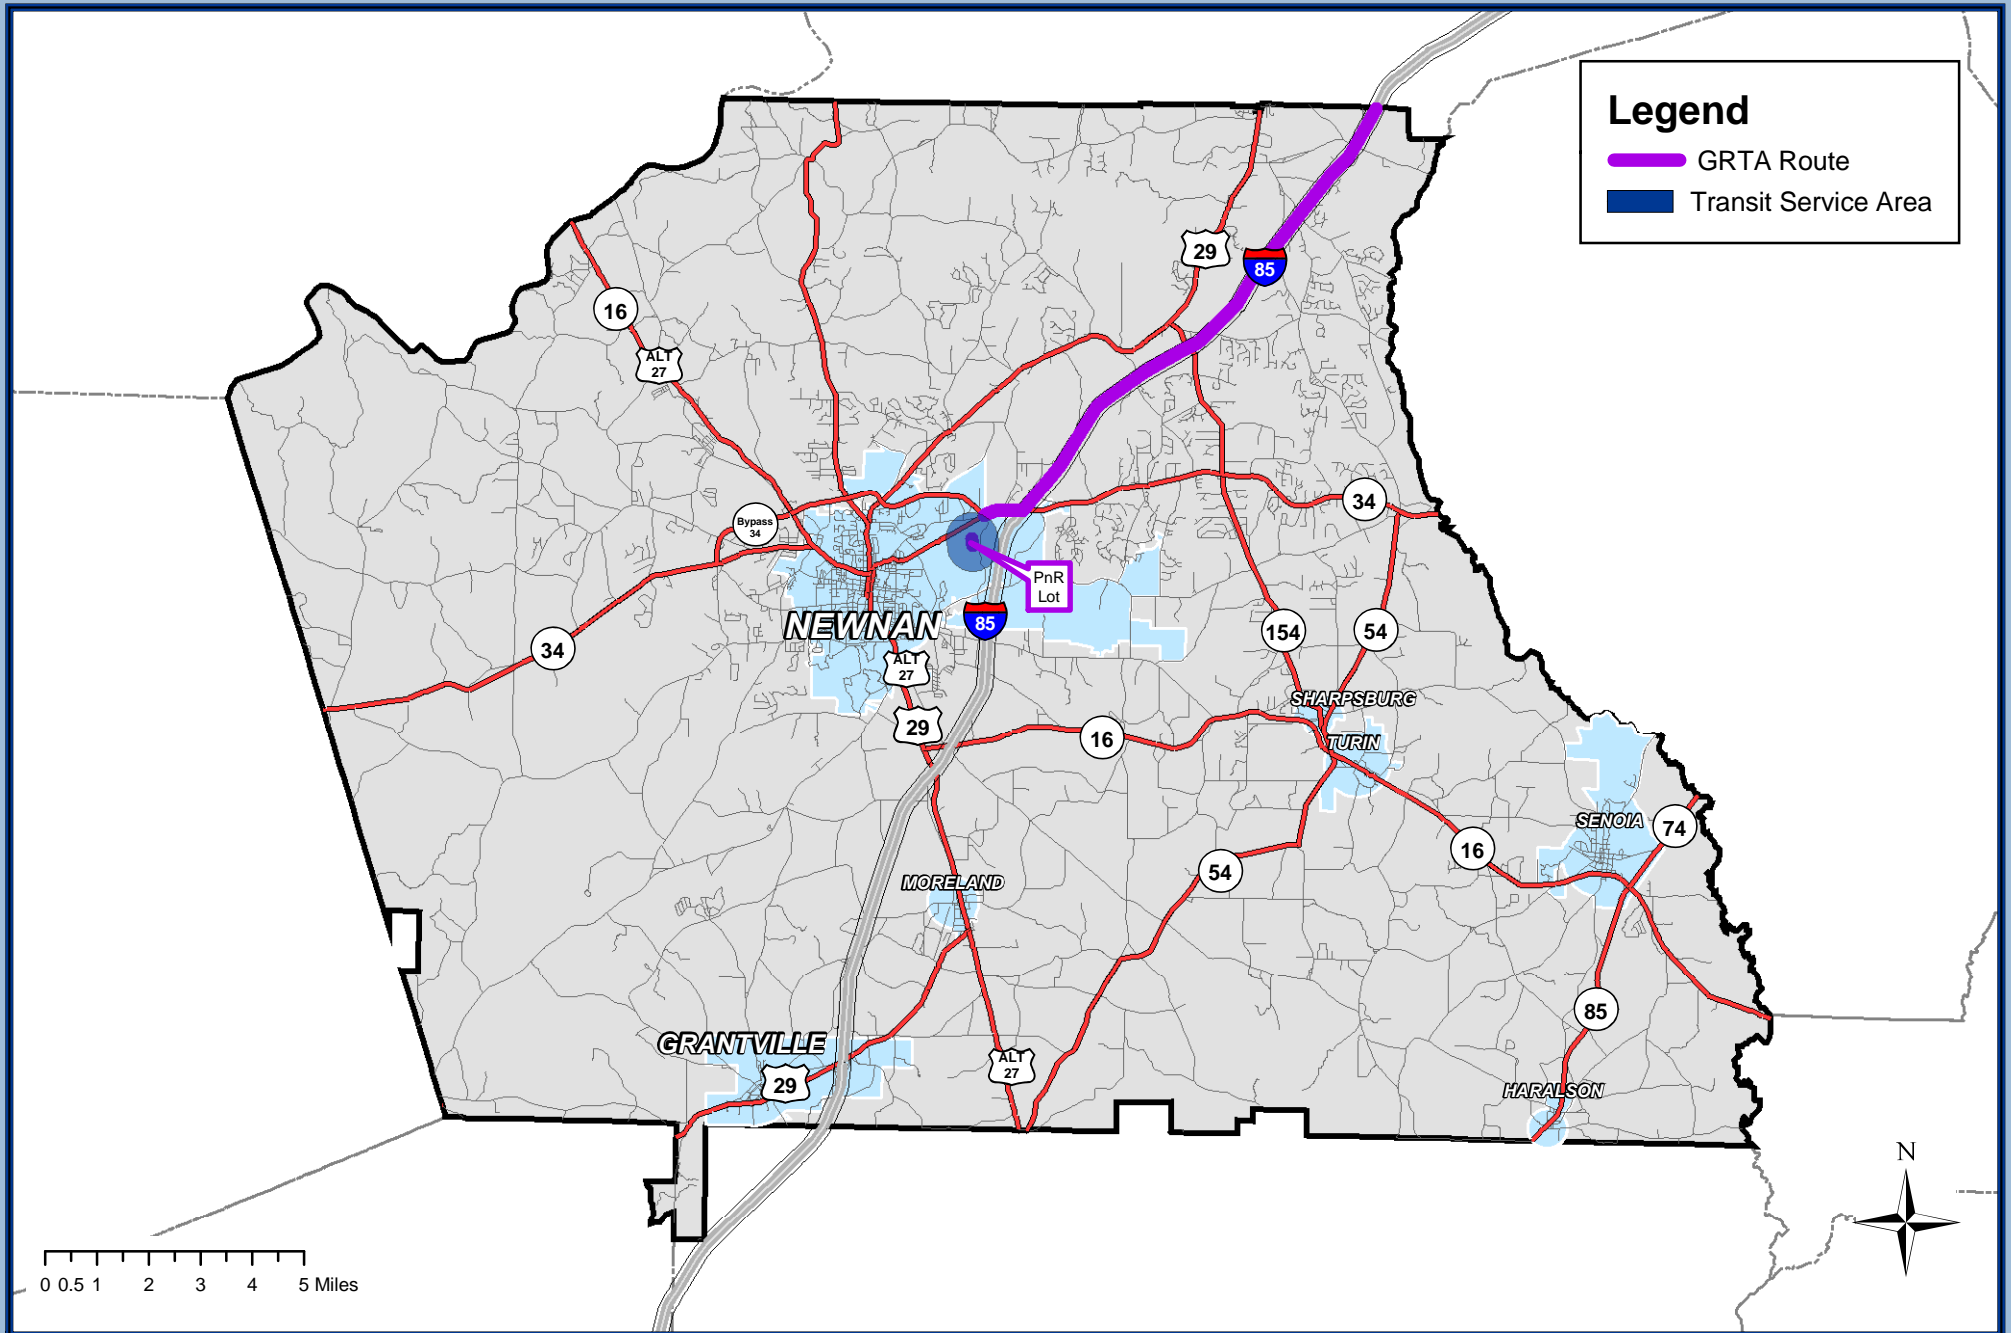 Legend
GRTA Route
Transit Service Area
29
85
16
ALT
27
34
Bypass
34
PnR
Lot
NEWNAN
85
154
54
34
ALT
27
SHARPSBURG
29
16
TURIN
SENOIA
74
16
54
MORELAND
85
GRANTVILLE
ALT
27
29
HARALSON
N
0 0.5 1 2 3 4 5 Miles